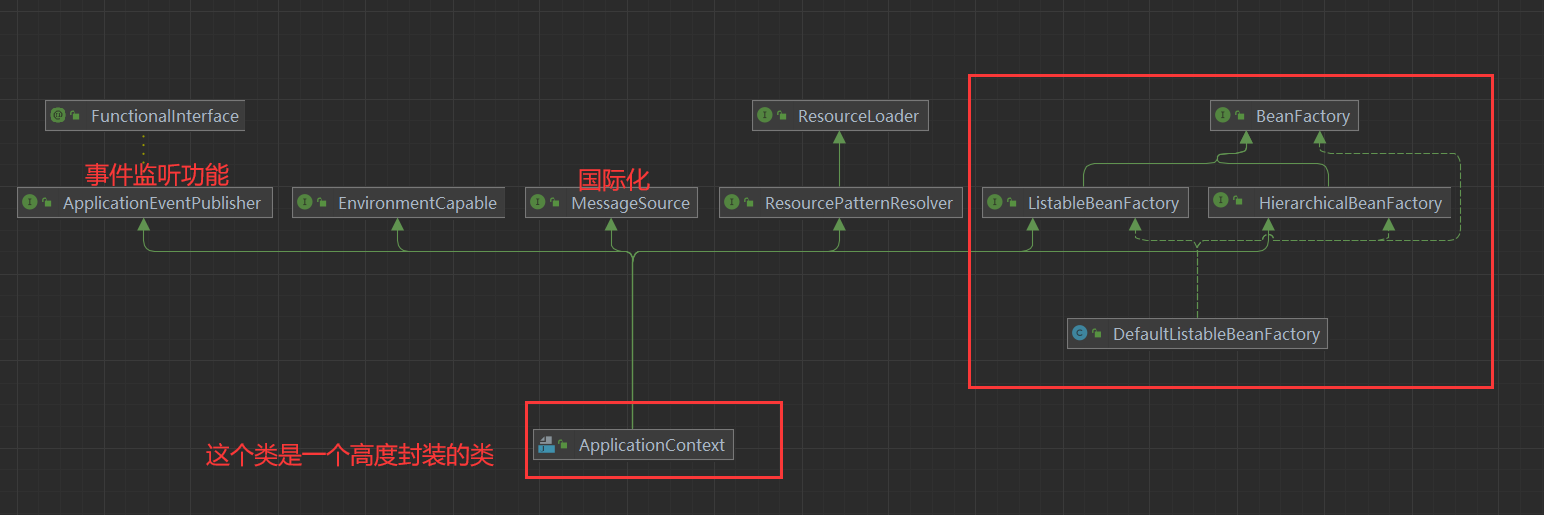 FunctionalInterface
ResourceLoader
BeanFactory
事件监听功能
国际化
ApplicationEventPublisher
EnvironmentCapable
MessageSource
ResourcePatternResolver
ListableBeanFactory
HierarchicalBeanFactory
DefaultListableBeanFactory
这个类是一个高度封装的类
ApplicationContext